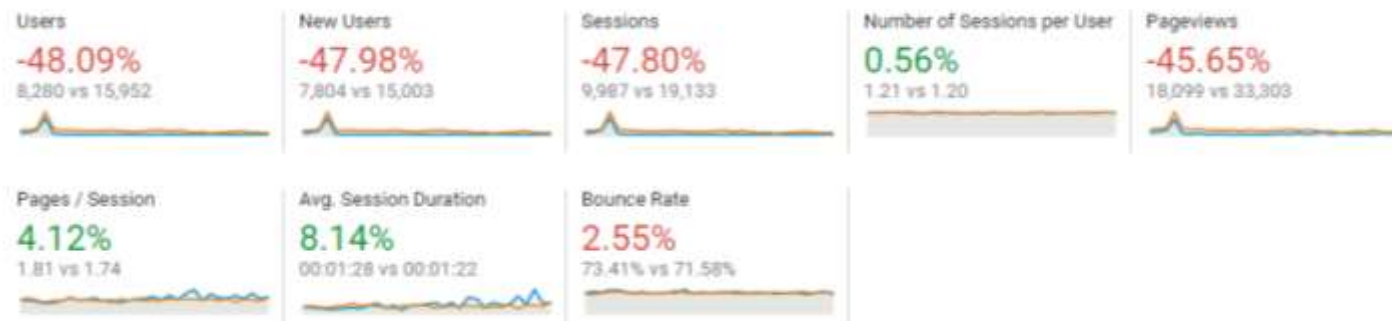 Users
-48.09%
8,280 vs 15,952
New Users
-47.98%
7,804 vs 15,003
Sessions
-47.80%
9,987 vs 19,133
Number of Sessions per User
0.56%
1.21 vs 1.20
Pageviews
-45.65%
18,099 vs 33,303
Pages / Session
4.12%
1.81 vs 1.74
Avg. Session Duration
8.14%
00:01:28 vs 00:01:22
Bounce Rate
2.55%
73.41% vs 71.58%